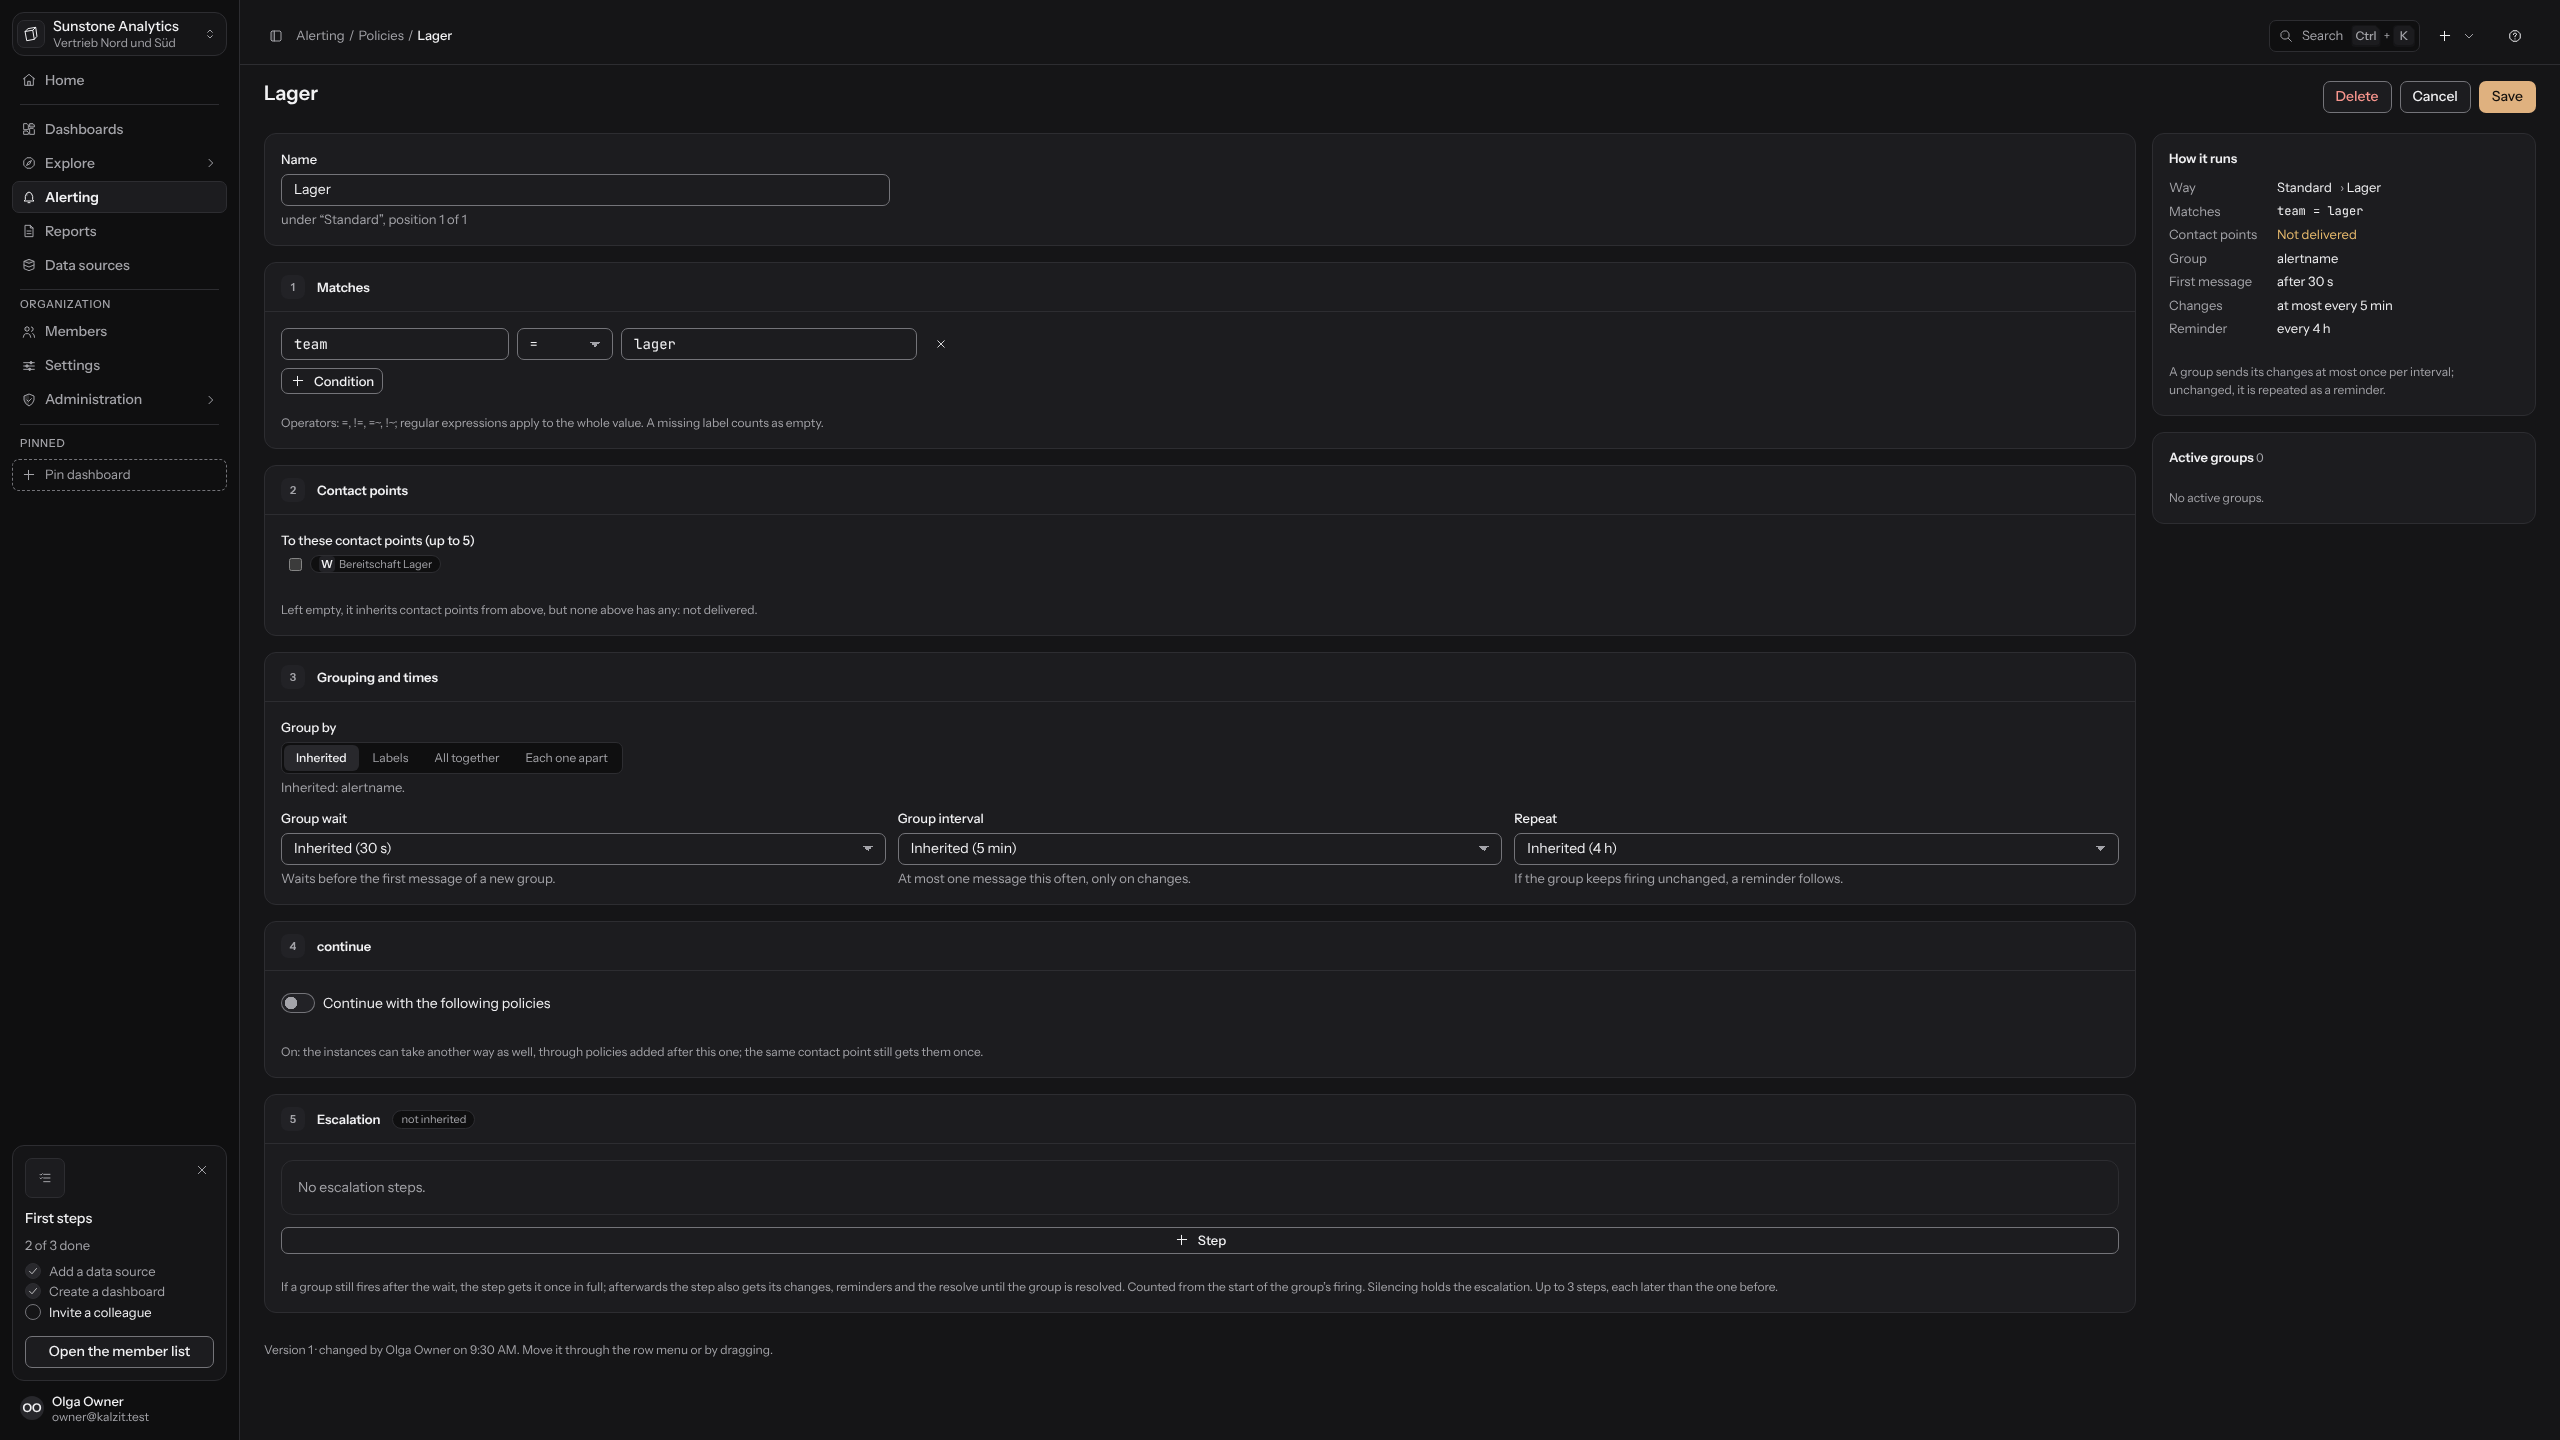 Sunstone Analytics
Vertrieb Nord und Süd
Home
Dashboards
Explore
Alerting
Reports
Data sources
ORGANIZATION
Members
Settings
Administration
PINNED
Pin dashboard
First steps
2 of 3 done
Add a data source
Create a dashboard
Invite a colleague
Open the member list
OO
Olga Owner
owner@kalzit.test
Alerting / Policies / Lager
Search Ctrl + K
Lager
Delete
Cancel
Save
Name
Lager
under “Standard”, position 1 of 1
1 Matches
team = lager
Condition
Operators: =, !=, =~, !~; regular expressions apply to the whole value. A missing label counts as empty.
2 Contact points
To these contact points (up to 5)
W Bereitschaft Lager
Left empty, it inherits contact points from above, but none above has any: not delivered.
3 Grouping and times
Group by
Inherited Labels All together Each one apart
Inherited: alertname.
Group wait Group interval Repeat
Inherited (30 s) Inherited (5 min) Inherited (4 h)
Waits before the first message of a new group. At most one message this often, only on changes. If the group keeps firing unchanged, a reminder follows.
4 continue
Continue with the following policies
On: the instances can take another way as well, through policies added after this one; the same contact point still gets them once.
5 Escalation not inherited
No escalation steps.
Step
If a group still fires after the wait, the step gets it once in full; afterwards the step also gets its changes, reminders and the resolve until the group is resolved. Counted from the start of the group’s firing. Silencing holds the escalation. Up to 3 steps, each later than the one before.
Version 1 · changed by Olga Owner on 9:30 AM. Move it through the row menu or by dragging.
How it runs
Way Standard › Lager
Matches team = lager
Contact points Not delivered
Group alertname
First message after 30 s
Changes at most every 5 min
Reminder every 4 h
A group sends its changes at most once per interval;
unchanged, it is repeated as a reminder.
Active groups 0
No active groups.